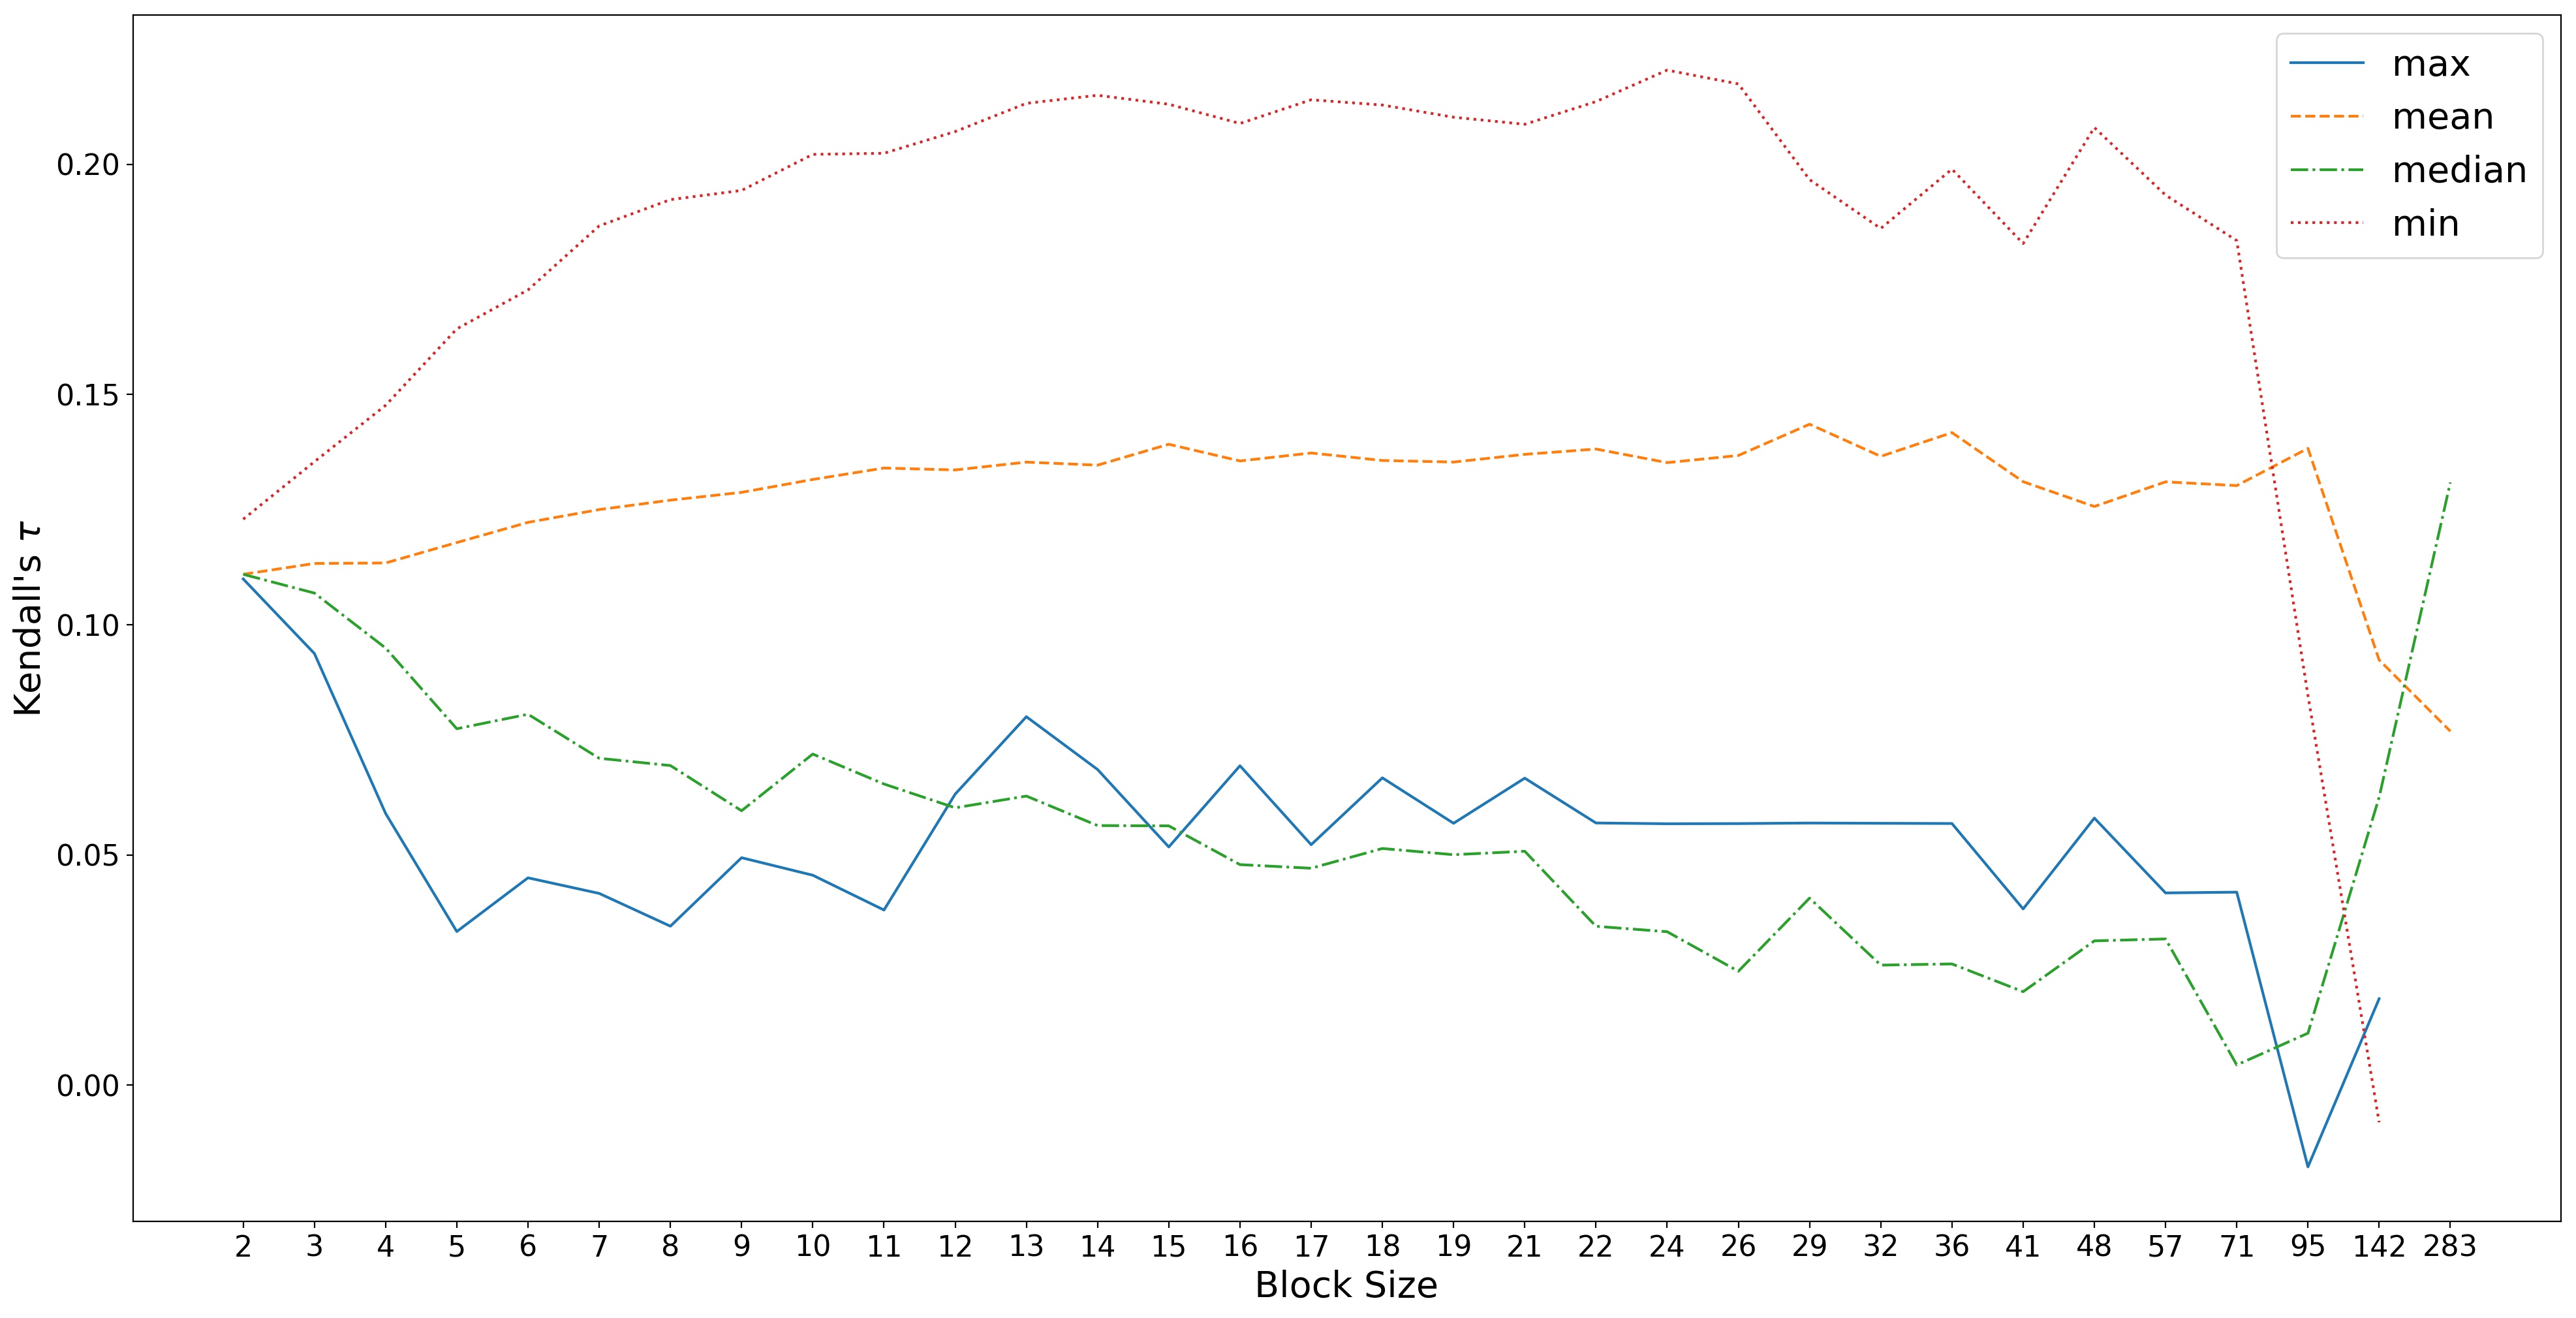 max
mean
median
min
0.20
0.15
0.10
0.05
0.00
Kendall's τ
2 3 4 5 6 7 8 9 10 11 12 13 14 15 16 17 18 19 21 22 24 26 29 32 36 41 48 57 71 95 142 283
Block Size